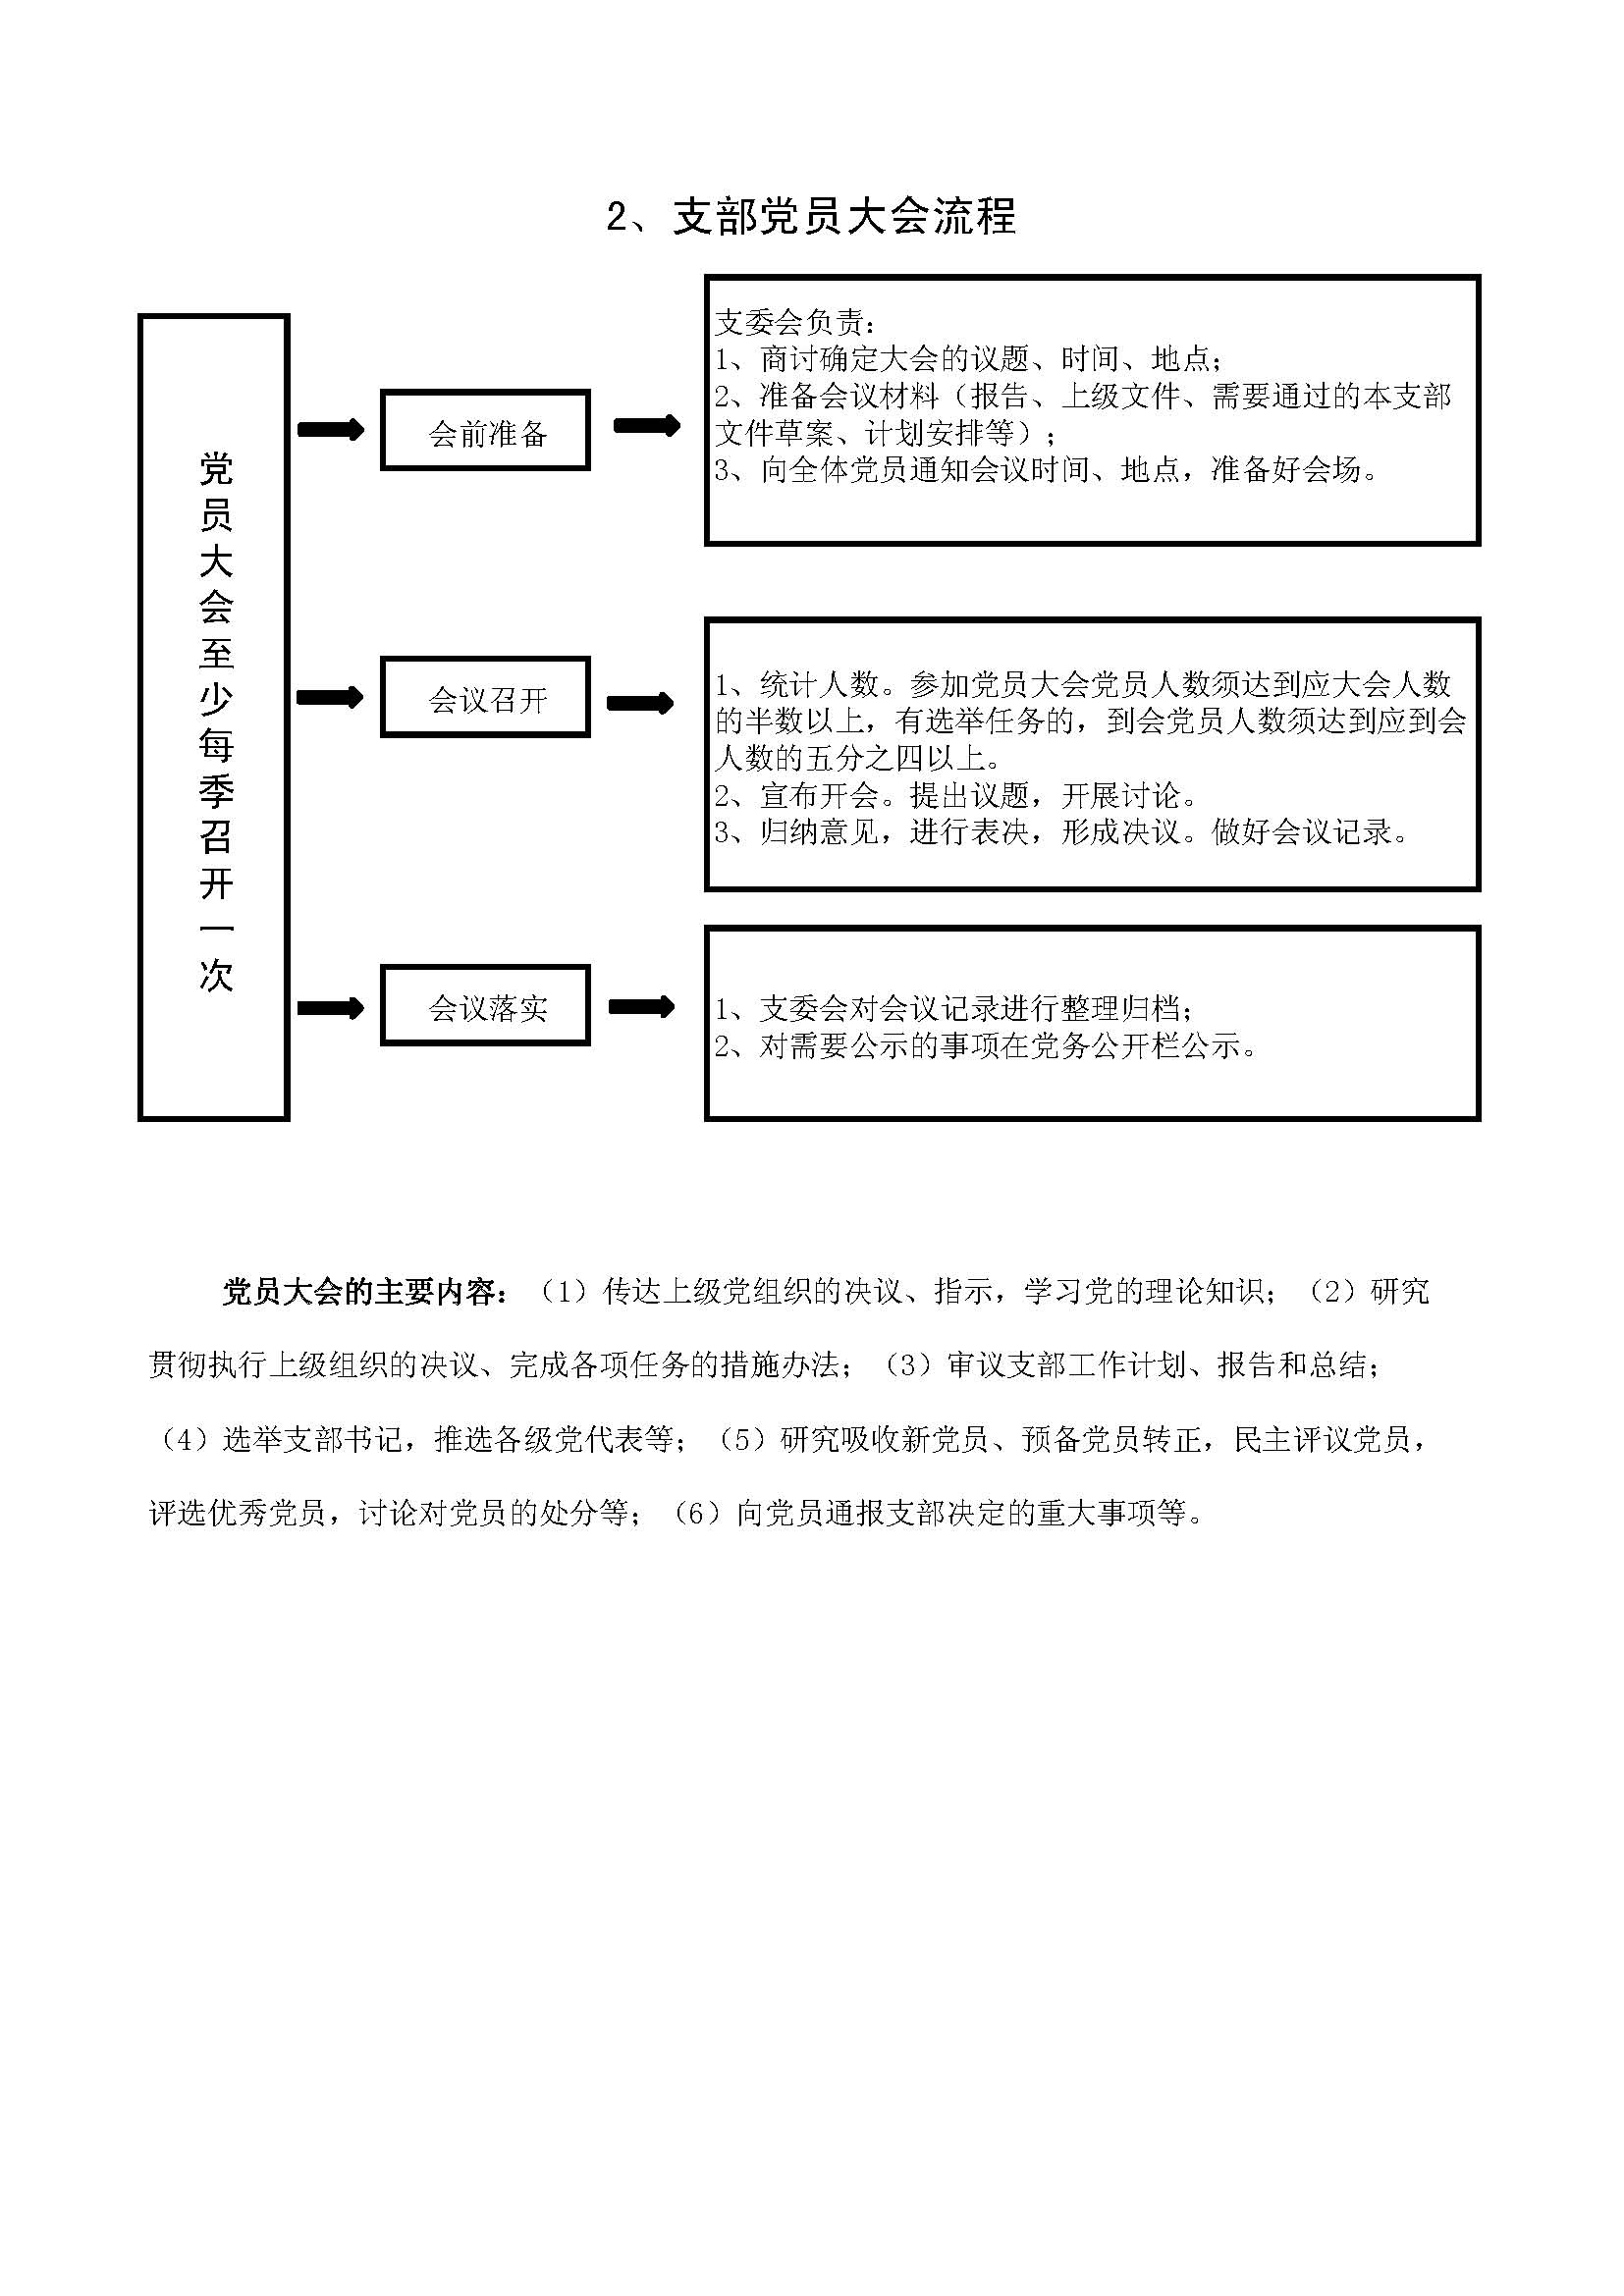 2、支部党员大会流程
党员大会至少每季召开一次
会前准备
支委会负责：
1、商讨确定大会的议题、时间、地点；
2、准备会议材料（报告、上级文件、需要通过的本支部
文件草案、计划安排等）；
3、向全体党员通知会议时间、地点，准备好会场。
会议召开
1、统计人数。参加党员大会党员人数须达到应大会人数
的半数以上，有选举任务的，到会党员人数须达到应到会
人数的五分之四以上。
2、宣布开会。提出议题，开展讨论。
3、归纳意见，进行表决，形成决议。做好会议记录。
会议落实
1、支委会对会议记录进行整理归档；
2、对需要公示的事项在党务公开栏公示。
党员大会的主要内容：（1）传达上级党组织的决议、指示，学习党的理论知识；（2）研究
贯彻执行上级组织的决议、完成各项任务的措施办法；（3）审议支部工作计划、报告和总结；
（4）选举支部书记，推选各级党代表等；（5）研究吸收新党员、预备党员转正，民主评议党员，
评选优秀党员，讨论对党员的处分等；（6）向党员通报支部决定的重大事项等。